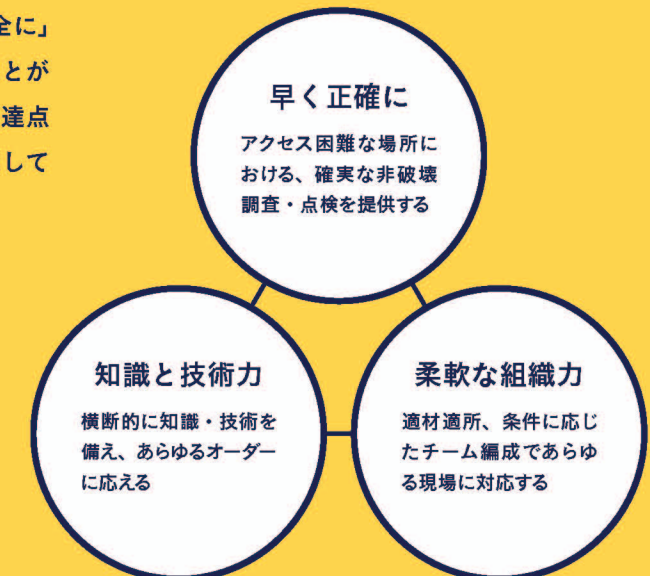 全に」
とが
達点
して
早く正確に
アクセス困難な場所に
おける、確実な非破壊
調査・点検を提供する
知識と技術力
横断的に知識・技術を
備え、あらゆるオーダー
に応える
柔軟な組織力
適材適所、条件に応じ
たチーム編成であらゆ
る現場に対応する